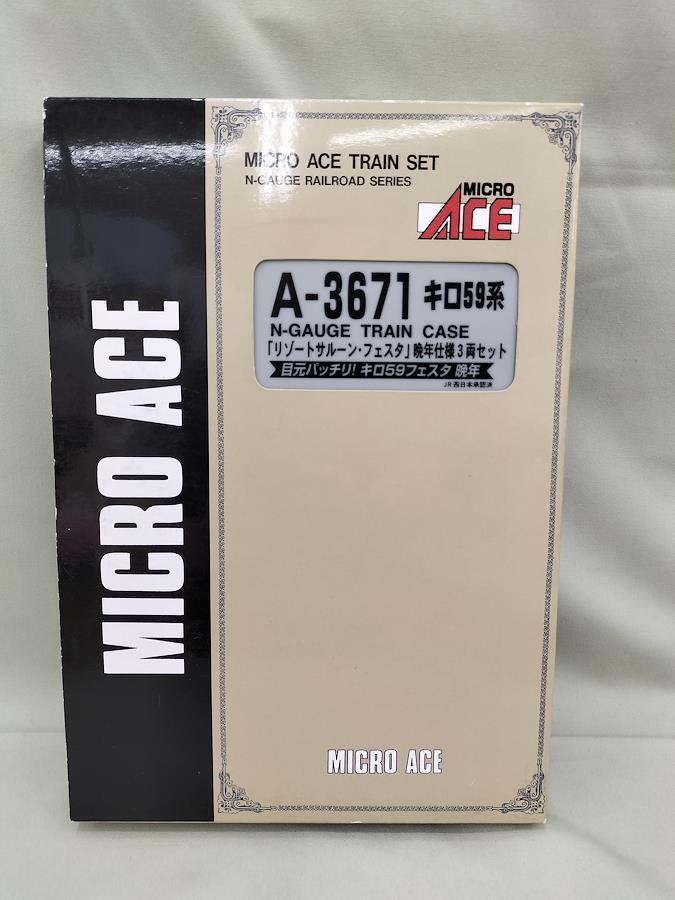 MICRO ACE
MICRO ACE TRAIN SET
N-GAUGE RAILROAD SERIES
MICRO
ACE
A-3671 キロ59系
N-GAUGE TRAIN CASE
「リゾートサルーン・フェスタ」晩年仕様3両セット
目元パッチリ!キロ59フェスタ 晩年
JR西日本承認済
MICRO ACE